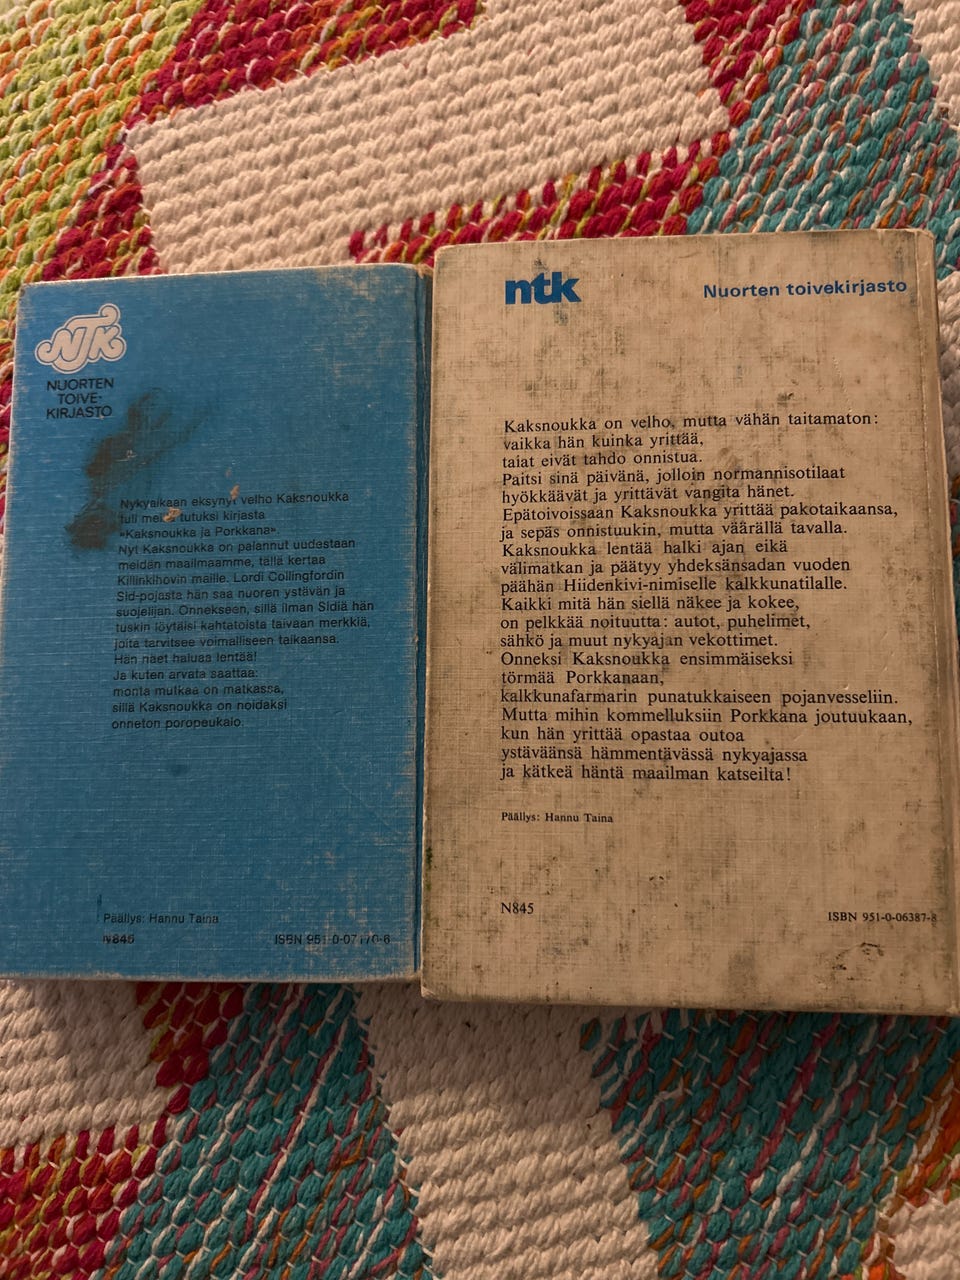 NTK
NUORTEN
TOIVE-
KIRJASTO
Nykyaikaan eksynyt velho Kaksnoukka
tuli meille tutuksi kirjasta
»Kaksnoukka ja Porkkana».
Nyt Kaksnoukka on palannut uudestaan
meidän maailmaamme, tällä kertaa
Killinkihovin maille. Lordi Collingfordin
Sid-pojasta hän saa nuoren ystävän ja
suojelijan. Onnekseen, sillä ilman Sidiä hän
tuskin löytäisi kahtatoista taivaan merkkiä,
joita tarvitsee voimalliseen taikaansa.
Hän näet haluaa lentää!
Ja kuten arvata saattaa:
monta mutkaa on matkassa,
sillä Kaksnoukka on noidaksi
onneton poropeukalo.
Päällys: Hannu Taina
N845
ISBN 951-0-07170-6
ntk
Nuorten toivekirjasto
Kaksnoukka on velho, mutta vähän taitamaton:
vaikka hän kuinka yrittää,
taiat eivät tahdo onnistua.
Paitsi sinä päivänä, jolloin normannisotilaat
hyökkäävät ja yrittävät vangita hänet.
Epätoivoissaan Kaksnoukka yrittää pakotaikaansa,
ja sepäs onnistuukin, mutta väärällä tavalla.
Kaksnoukka lentää halki ajan eikä
välimatkan ja päätyy yhdeksänsadan vuoden
päähän Hiidenkivi-nimiselle kalkkunatilalle.
Kaikki mitä hän siellä näkee ja kokee,
on pelkkää noituutta: autot, puhelimet,
sähkö ja muut nykyajan vekottimet.
Onneksi Kaksnoukka ensimmäiseksi
törmää Porkkanaan,
kalkkunafarmarin punatukkaiseen pojanvesseliin.
Mutta mihin kommelluksiin Porkkana joutuukaan,
kun hän yrittää opastaa outoa
ystäväänsä hämmentävässä nykyajassa
ja kätkeä häntä maailman katseilta!
Päällys: Hannu Taina
N845
ISBN 951-0-06387-8